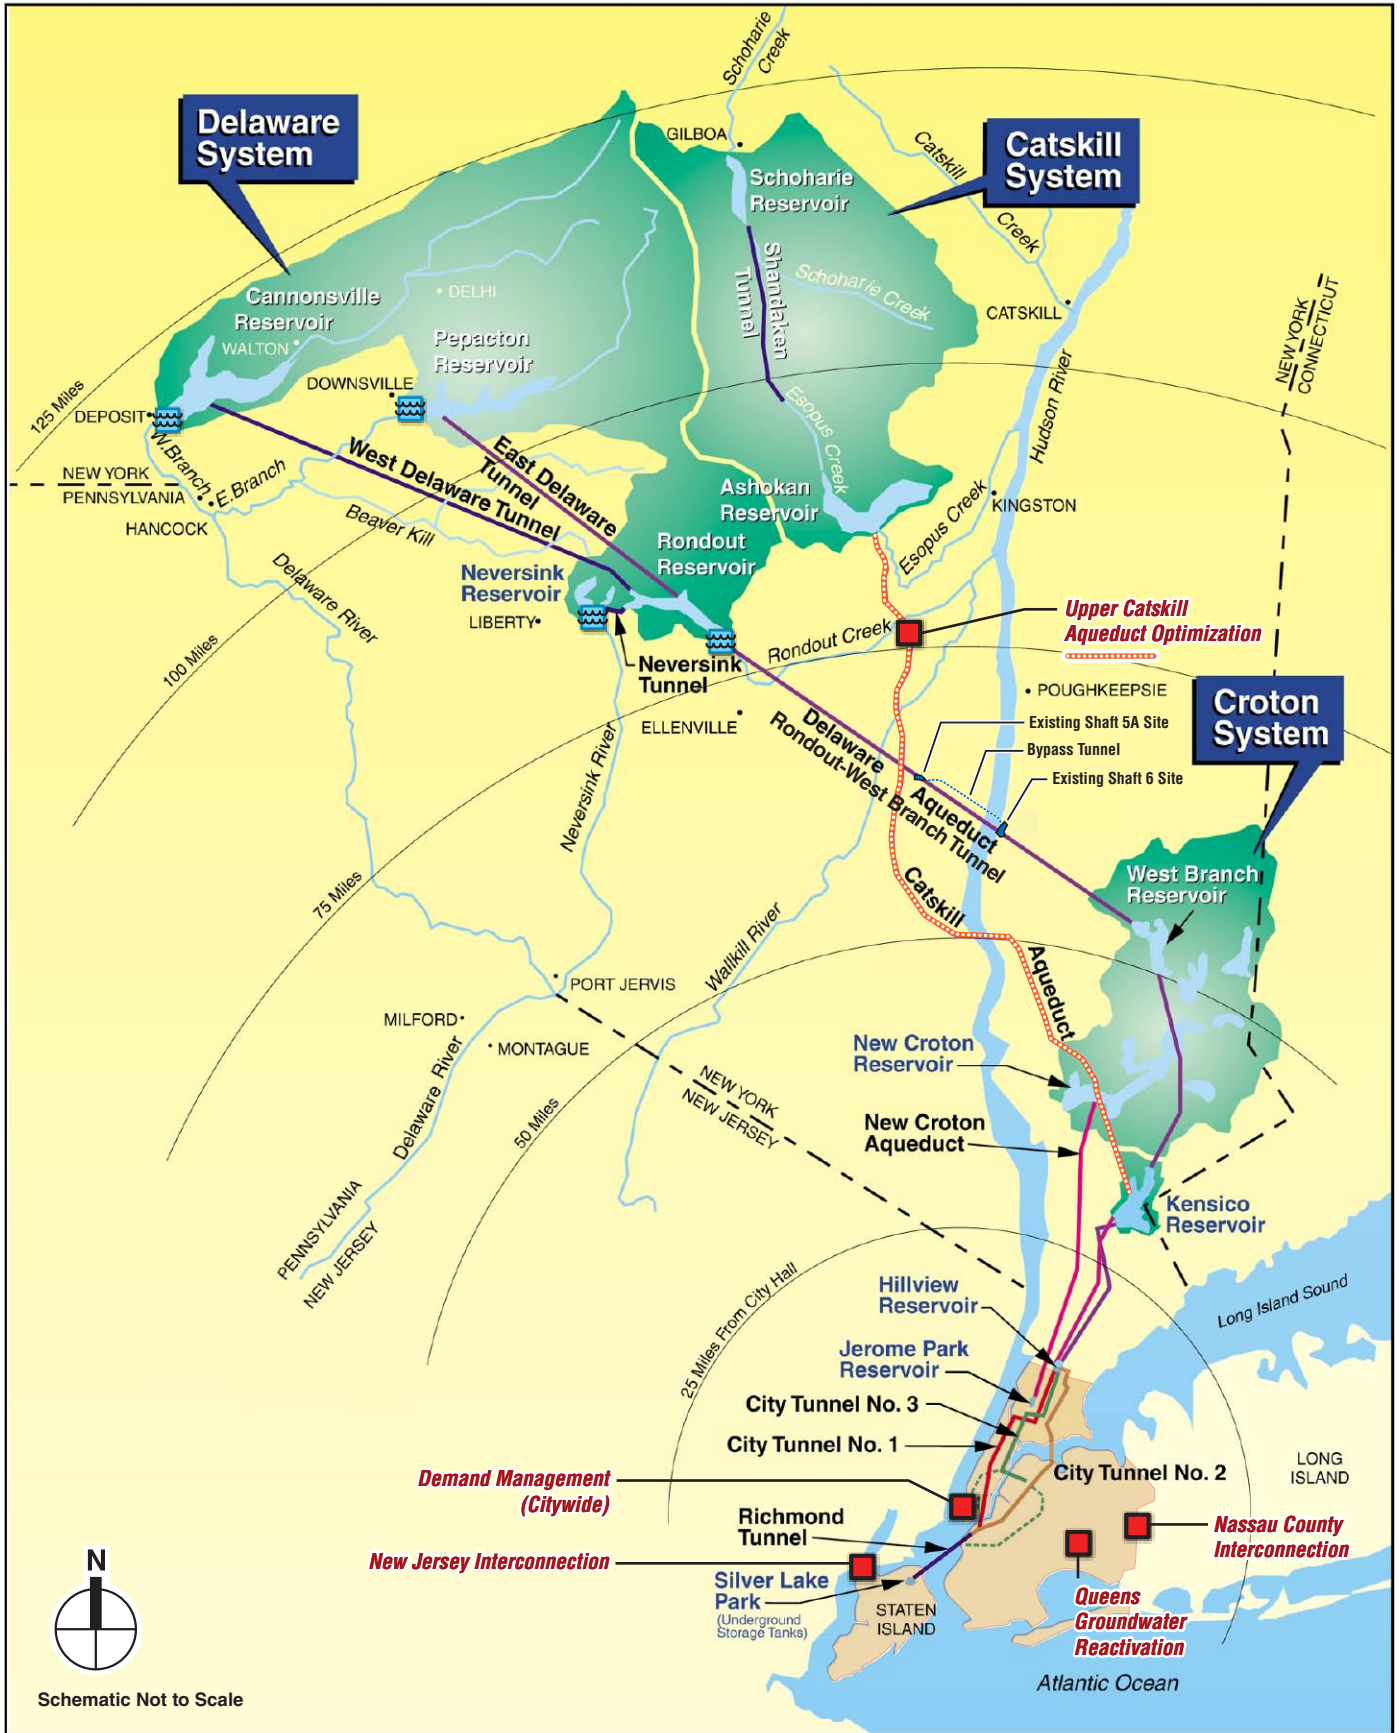 Schoharie
Creek
Delaware
System
GILBOA
Catskill
System
Catskill
Creek
Schoharie
Reservoir
Shandaken
Tunnel
Schoharie Creek
CATSKILL
NEW YORK
CONNECTICUT
Cannonsville
Reservoir
DELHI
WALTON
Pepacton
Reservoir
DOWNSVILLE
Hudson River
125 Miles
DEPOSIT
Esopus Creek
W.Branch
E.Branch
NEW YORK
PENNSYLVANIA
HANCOCK
West Delaware Tunnel
East Delaware
Tunnel
Beaver Kill
Ashokan
Reservoir
Esopus Creek
KINGSTON
Rondout
Reservoir
Neversink
Reservoir
LIBERTY
Delaware River
Upper Catskill
Aqueduct Optimization
Rondout Creek
100 Miles
Neversink
Tunnel
POUGHKEEPSIE
ELLENVILLE
Croton
System
Existing Shaft 5A Site
Bypass Tunnel
Existing Shaft 6 Site
Delaware
Aqueduct
Rondout-West Branch Tunnel
Neversink River
75 Miles
Catskill
Aqueduct
West Branch
Reservoir
Wallkill River
PORT JERVIS
MILFORD
MONTAGUE
Delaware River
New Croton
Reservoir
NEW YORK
NEW JERSEY
50 Miles
New Croton
Aqueduct
PENNSYLVANIA
NEW JERSEY
Kensico
Reservoir
25 Miles From City Hall
Hillview
Reservoir
Long Island Sound
Jerome Park
Reservoir
City Tunnel No. 3
City Tunnel No. 1
City Tunnel No. 2
LONG
ISLAND
Demand Management
(Citywide)
Richmond
Tunnel
Nassau County
Interconnection
New Jersey Interconnection
Silver Lake
Park
(Underground
Storage Tanks)
STATEN
ISLAND
Queens
Groundwater
Reactivation
Atlantic Ocean
N
Schematic Not to Scale